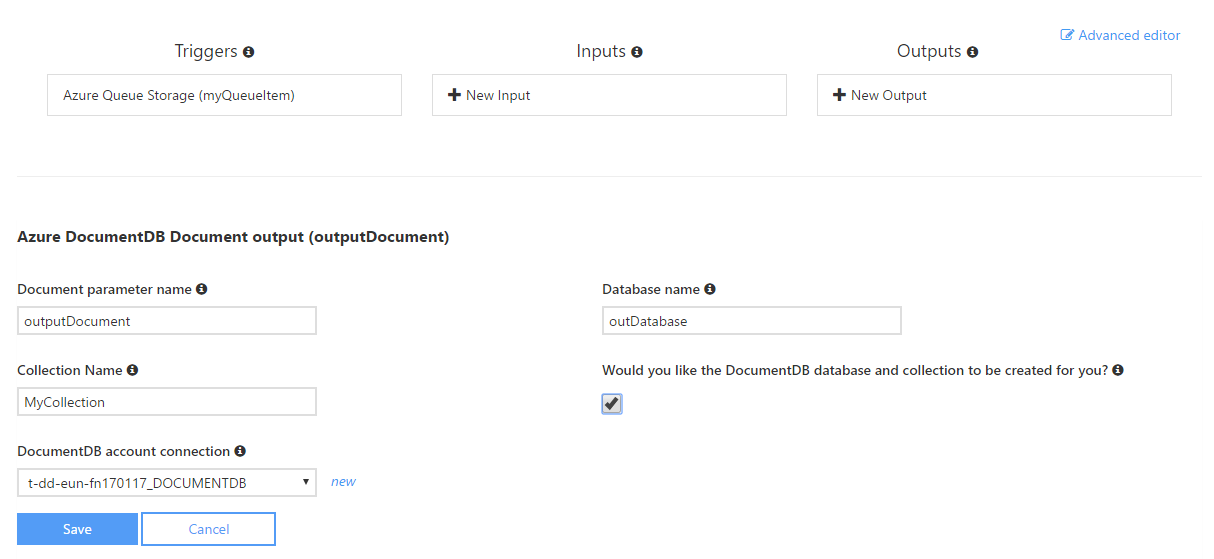 Advanced editor
Triggers
Inputs
Outputs
Azure Queue Storage (myQueueItem)
New Input
New Output
Azure DocumentDB Document output (outputDocument)
Document parameter name
Database name
outputDocument
outDatabase
Collection Name
Would you like the DocumentDB database and collection to be created for you?
MyCollection
DocumentDB account connection
t-dd-eun-fn170117_DOCUMENTDB
new
Save
Cancel